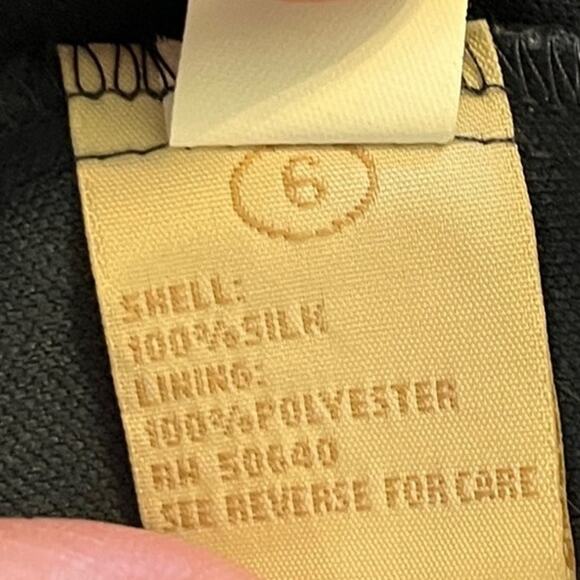 6
SHELL:
100%SILK
LINING:
100%POLYESTER
RN 50640
SEE REVERSE FOR CARE